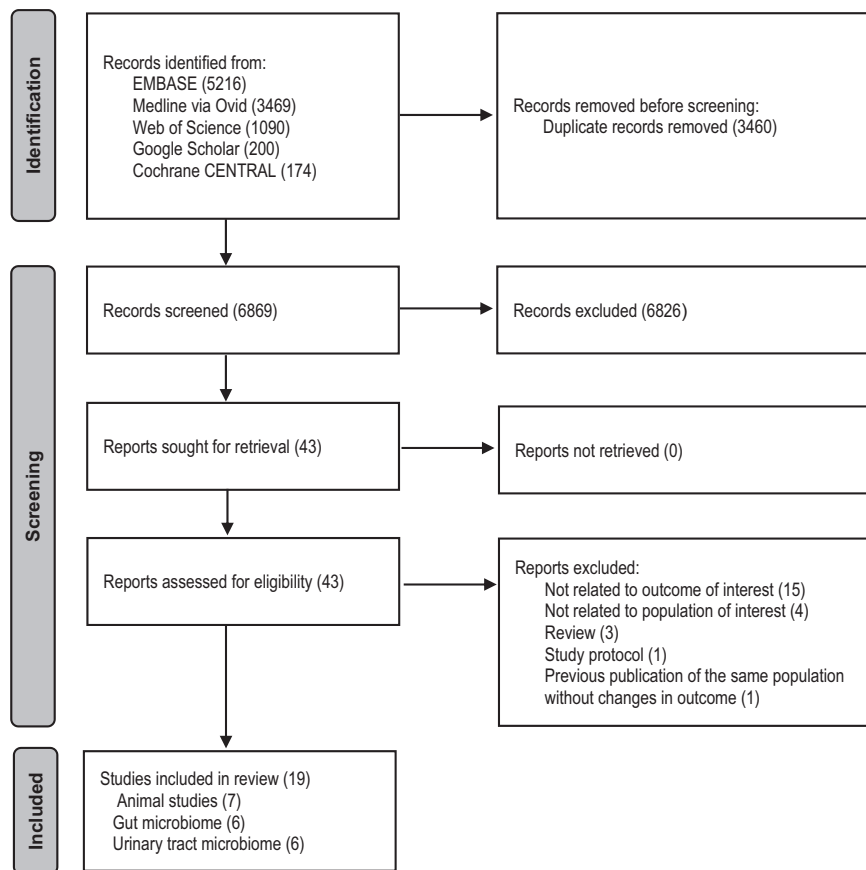 Identification
Records identified from:
EMBASE (5216)
Medline via Ovid (3469)
Web of Science (1090)
Google Scholar (200)
Cochrane CENTRAL (174)
Records removed before screening:
Duplicate records removed (3460)
Screening
Records screened (6869)
Records excluded (6826)
Reports sought for retrieval (43)
Reports not retrieved (0)
Reports assessed for eligibility (43)
Reports excluded:
Not related to outcome of interest (15)
Not related to population of interest (4)
Review (3)
Study protocol (1)
Previous publication of the same population
without changes in outcome (1)
Included
Studies included in review (19)
Animal studies (7)
Gut microbiome (6)
Urinary tract microbiome (6)